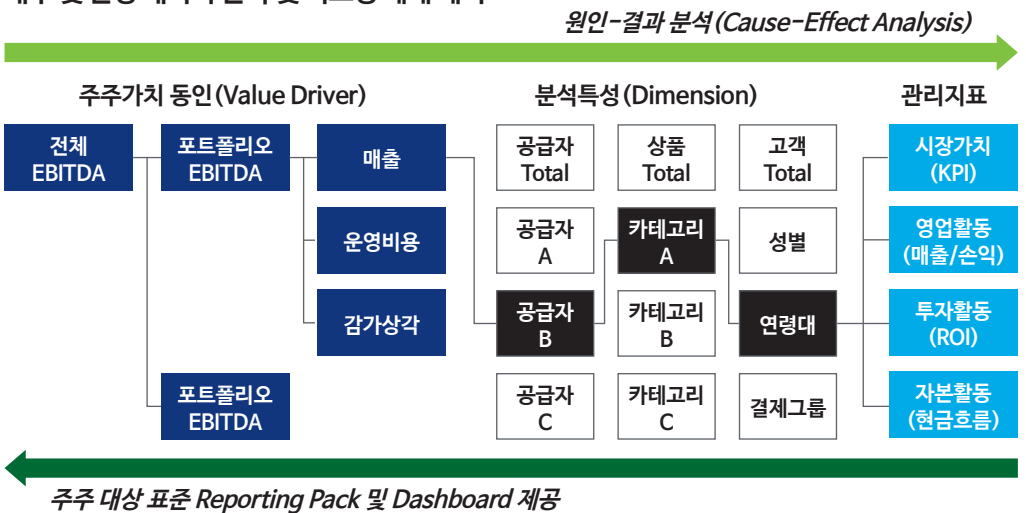 원인-결과 분석(Cause-Effect Analysis)
주주가치 동인(Value Driver)
분석특성(Dimension)
관리지표
전체
EBITDA
포트폴리오
EBITDA
매출
공급자
Total
상품
Total
고객
Total
시장가치
(KPI)
운영비용
공급자
A
카테고리
A
성별
영업활동
(매출/손익)
감가상각
공급자
B
카테고리
B
연령대
투자활동
(ROI)
포트폴리오
EBITDA
공급자
C
카테고리
C
결제그룹
자본활동
(현금흐름)
주주 대상 표준 Reporting Pack 및 Dashboard 제공